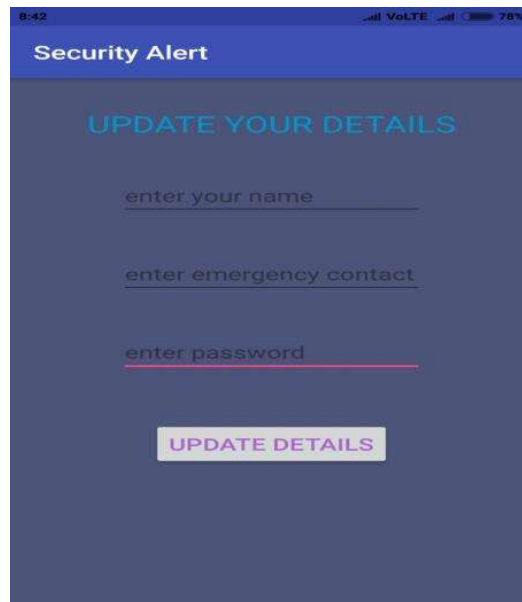 8:42 VoLTE 78%
Security Alert
UPDATE YOUR DETAILS
enter your name
enter emergency contact
enter password
UPDATE DETAILS